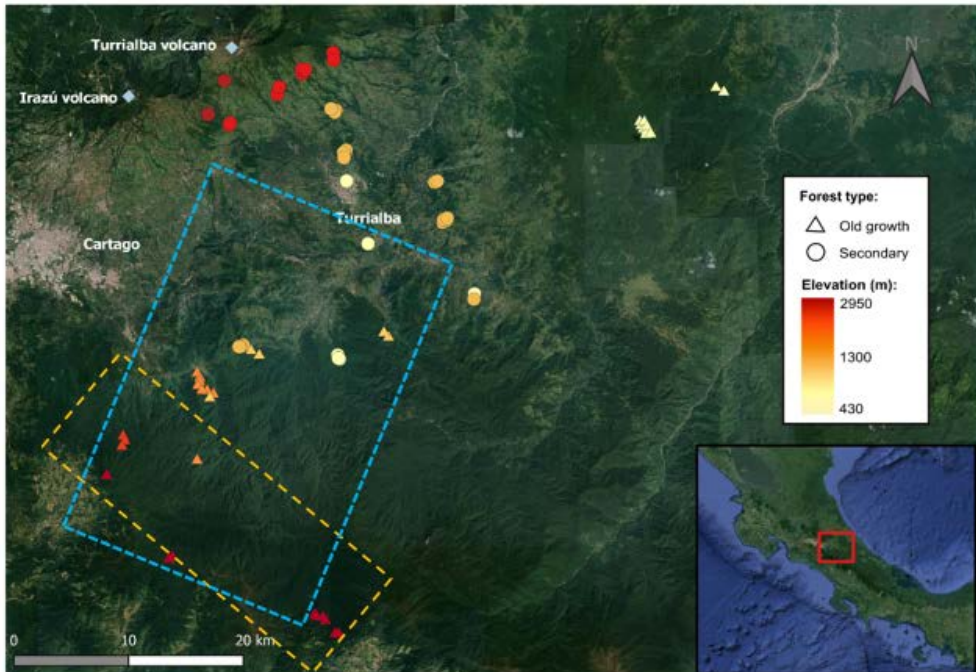 Turrialba volcano
Irazú volcano
N
Turrialba
Cartago
Forest type:
Old growth
Secondary
Elevation (m):
2950
1300
430
0
10
20 km